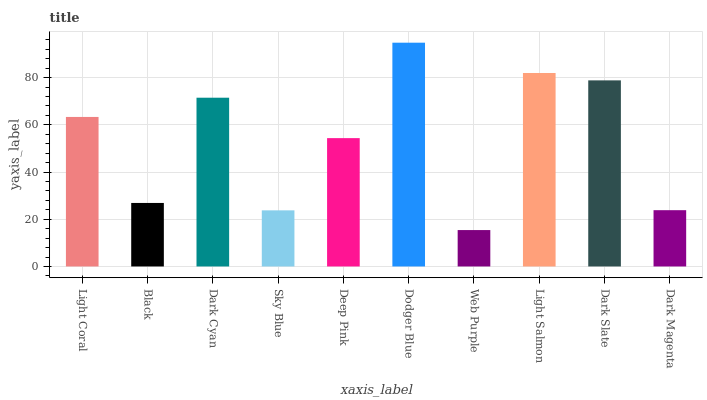 title
80
60
40
20
0
yaxis_label
Light Coral
Black
Dark Cyan
Sky Blue
Deep Pink
Dodger Blue
Web Purple
Light Salmon
Dark Slate
Dark Magenta
xaxis_label